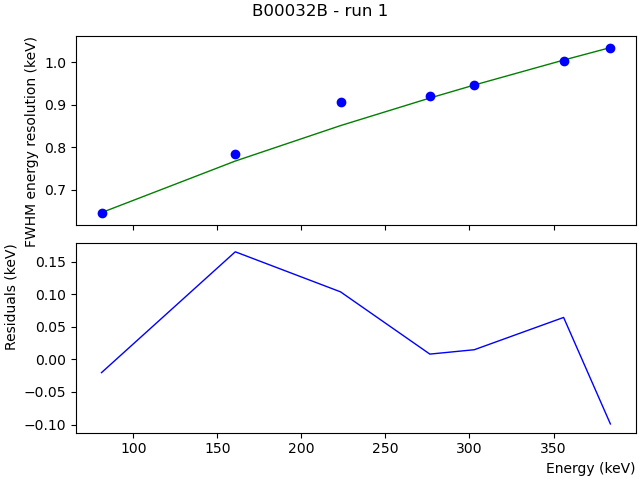 B00032B - run 1
FWHM energy resolution (keV)
1.0
0.9
0.8
0.7
Residuals (keV)
0.15
0.10
0.05
0.00
−0.05
−0.10
100 150 200 250 300 350
Energy (keV)